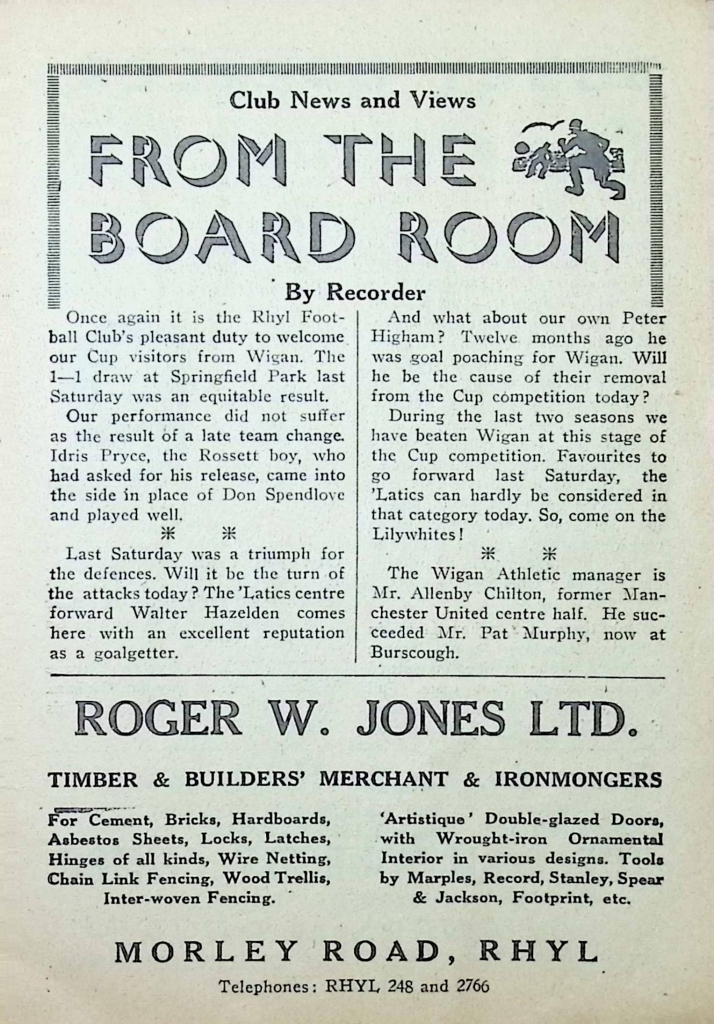 Club News and Views
FROM THE
BOARD ROOM
By Recorder
Once again it is the Rhyl Foot-
ball Club's pleasant duty to welcome
our Cup visitors from Wigan. The
1—1 draw at Springfield Park last
Saturday was an equitable result.
Our performance did not suffer
as the result of a late team change.
Idris Pryce, the Rossett boy, who
had asked for his release, came into
the side in place of Don Spendlove
and played well.
※ ※
Last Saturday was a triumph for
the defences. Will it be the turn of
the attacks today? The 'Latics centre
forward Walter Hazelden comes
here with an excellent reputation
as a goalgetter.
And what about our own Peter
Higham? Twelve months ago he
was goal poaching for Wigan. Will
he be the cause of their removal
from the Cup competition today?
During the last two seasons we
have beaten Wigan at this stage of
the Cup competition. Favourites to
go forward last Saturday, the
'Latics can hardly be considered in
that category today. So, come on the
Lilywhites!
※ ※
The Wigan Athletic manager is
Mr. Allenby Chilton, former Man-
chester United centre half. He suc-
ceeded Mr. Pat Murphy, now at
Burscough.
ROGER W. JONES LTD.
TIMBER & BUILDERS' MERCHANT & IRONMONGERS
For Cement, Bricks, Hardboards,
Asbestos Sheets, Locks, Latches,
Hinges of all kinds, Wire Netting,
Chain Link Fencing, Wood Trellis,
Inter-woven Fencing.
'Artistique' Double-glazed Doors,
with Wrought-iron Ornamental
Interior in various designs. Tools
by Marples, Record, Stanley, Spear
& Jackson, Footprint, etc.
MORLEY ROAD, RHYL
Telephones: RHYL 248 and 2766